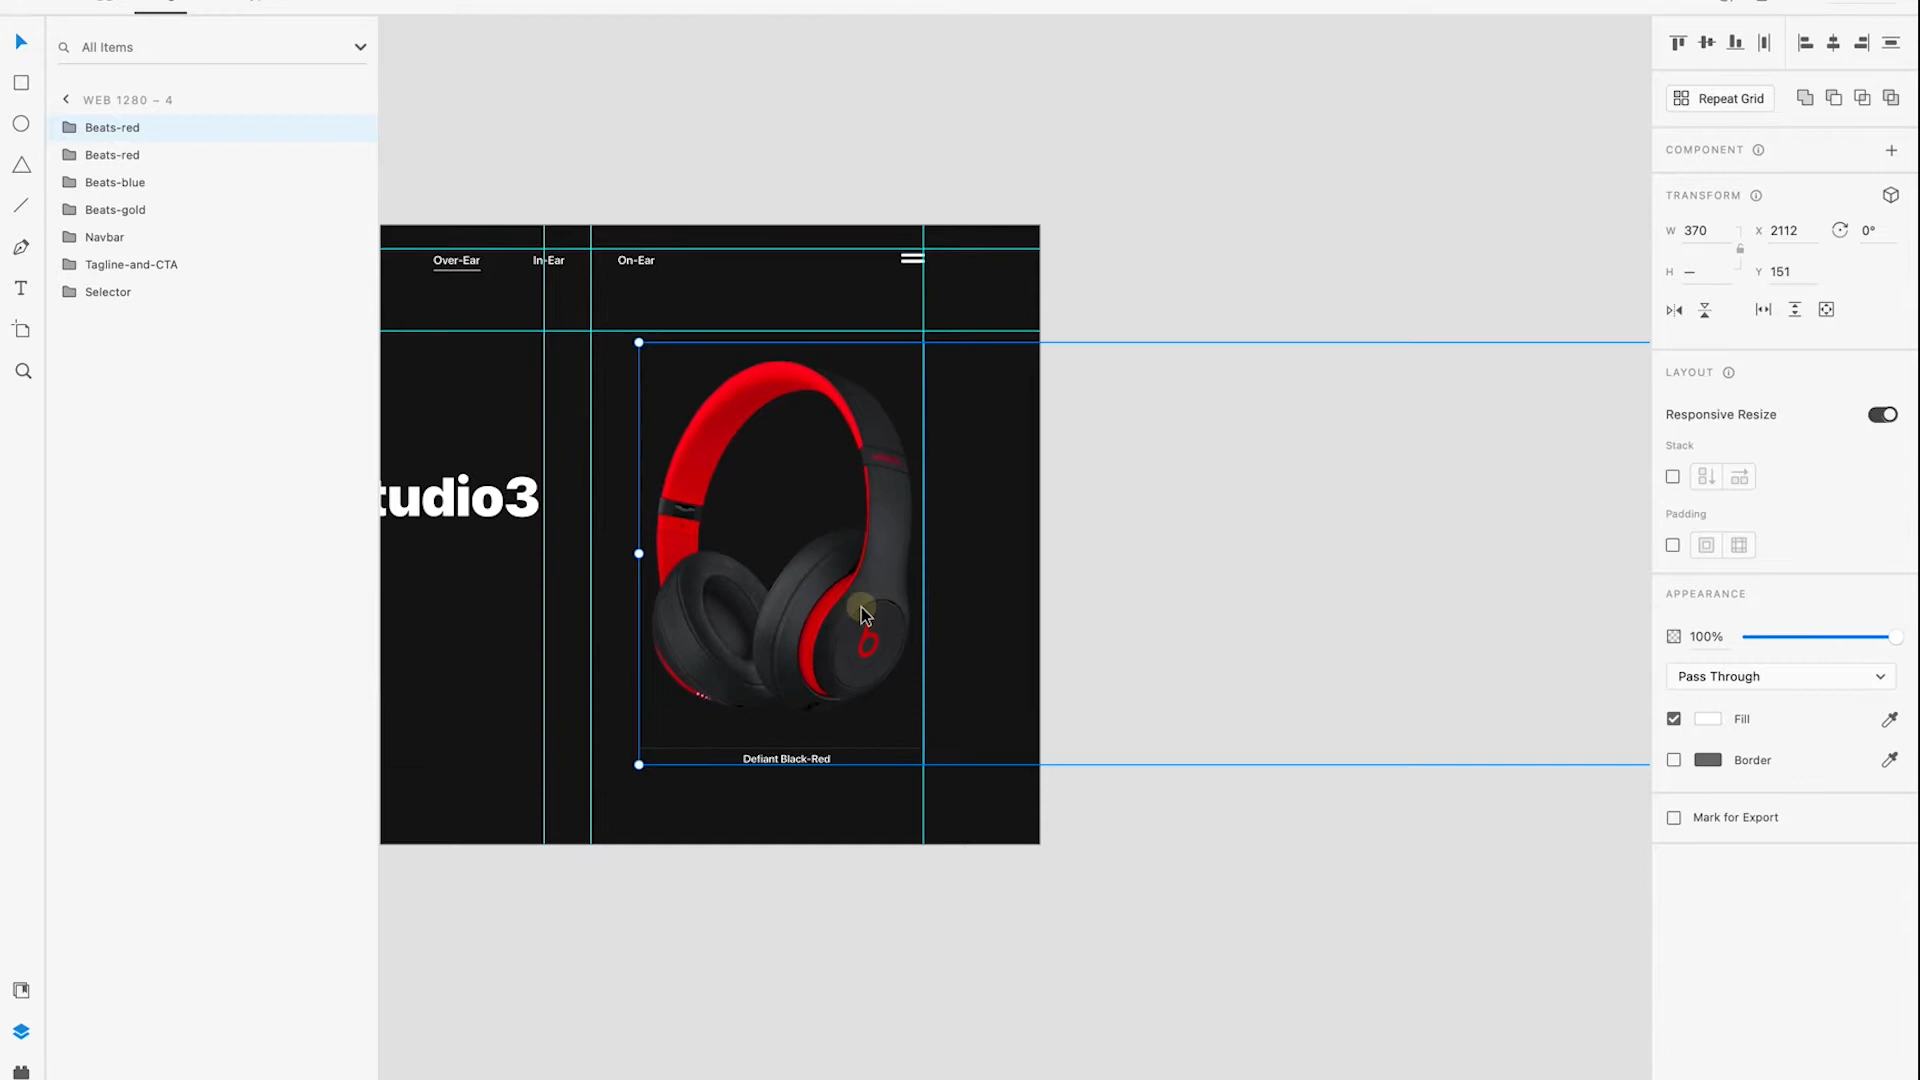 All Items
WEB 1280 – 4
Beats-red
Beats-red
Beats-blue
Beats-gold
Navbar
Tagline-and-CTA
Selector
Over-Ear
In-Ear
On-Ear
tudio3
Defiant Black-Red
Repeat Grid
COMPONENT
TRANSFORM
W 370
X 2112
0°
H —
Y 151
LAYOUT
Responsive Resize
Stack
Padding
APPEARANCE
100%
Pass Through
Fill
Border
Mark for Export